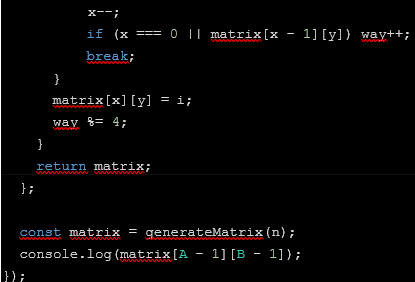 x--;
if (x === 0 || matrix[x - 1][y]) way++;
break;
}
matrix[x][y] = i;
way %= 4;
}
return matrix;
};
const matrix = generateMatrix(n);
console.log(matrix[A - 1][B - 1]);
});